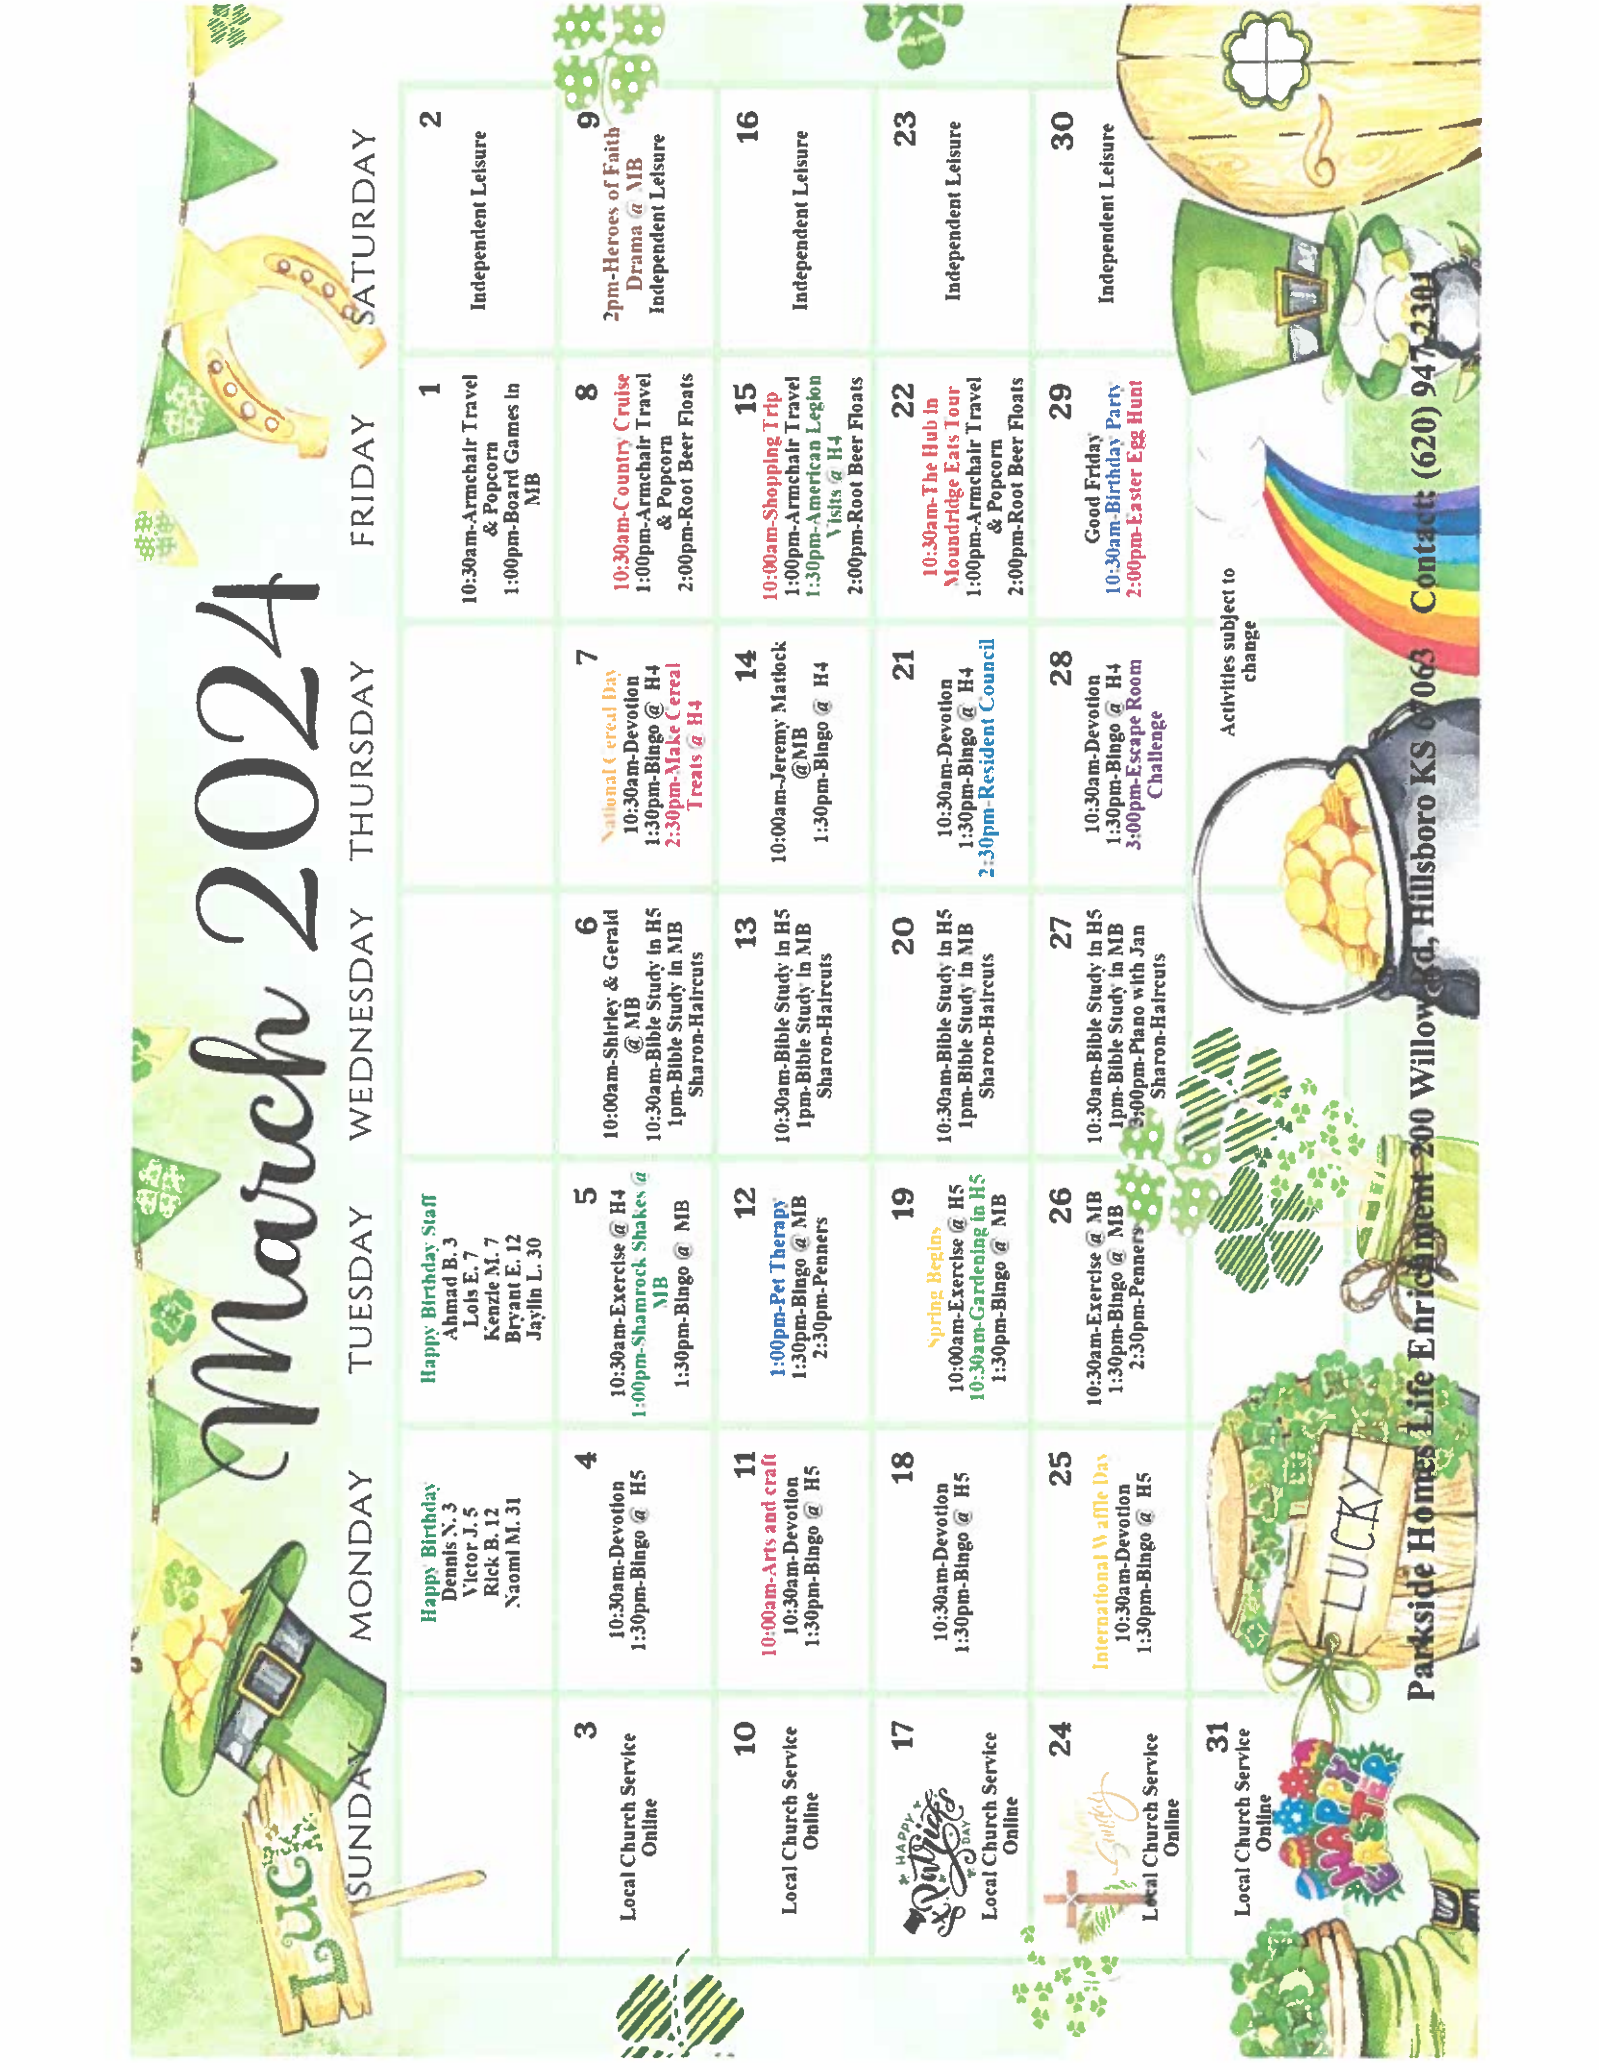 March 2024
LUCK
SUNDAY
MONDAY
TUESDAY
WEDNESDAY
THURSDAY
FRIDAY
SATURDAY
Happy Birthday
Dennis N. 3
Victor J. 5
Rick B. 12
Naomi M. 31
Happy Birthday Staff
Ahmad B. 3
Lois E. 7
Kenzie M. 7
Bryant E. 12
Jaylin L. 30
1
10:30am-Armchair Travel
& Popcorn
1:00pm-Board Games in
MB
2
Independent Leisure
3
Local Church Service
Online
4
10:30am-Devotion
1:30pm-Bingo @ H5
5
10:30am-Exercise @ H4
1:00pm-Shamrock Shakes @
MB
1:30pm-Bingo @ MB
6
10:00am-Shirley & Gerald
@ MB
10:30am-Bible Study in H5
1pm-Bible Study in MB
Sharon-Haircuts
7
National Cereal Day
10:30am-Devotion
1:30pm-Bingo @ H4
2:30pm-Make Cereal
Treats @ H4
8
10:30am-Country Cruise
1:00pm-Armchair Travel
& Popcorn
2:00pm-Root Beer Floats
9
2pm-Heroes of Faith
Drama @ MB
Independent Leisure
10
Local Church Service
Online
11
10:00am-Arts and craft
10:30am-Devotion
1:30pm-Bingo @ H5
12
1:00pm-Pet Therapy
1:30pm-Bingo @ MB
2:30pm-Penners
13
10:30am-Bible Study in H5
1pm-Bible Study in MB
Sharon-Haircuts
14
10:00am-Jeremy Matlock
@MB
1:30pm-Bingo @ H4
15
10:00am-Shopping Trip
1:00pm-Armchair Travel
1:30pm-American Legion
Visits @ H4
2:00pm-Root Beer Floats
16
Independent Leisure
17
HAPPY
St. Patrick's
DAY
Local Church Service
Online
18
10:30am-Devotion
1:30pm-Bingo @ H5
19
Spring Begins
10:00am-Exercise @ H5
10:30am-Gardening in H5
1:30pm-Bingo @ MB
20
10:30am-Bible Study in H5
1pm-Bible Study in MB
Sharon-Haircuts
21
10:30am-Devotion
1:30pm-Bingo @ H4
2:30pm-Resident Council
22
10:30am-The Hub in
Moundridge Eats Tour
1:00pm-Armchair Travel
& Popcorn
2:00pm-Root Beer Floats
23
Independent Leisure
24
Sunday
Local Church Service
Online
25
International Waffle Day
10:30am-Devotion
1:30pm-Bingo @ H5
26
10:30am-Exercise @ MB
1:30pm-Bingo @ MB
2:30pm-Penners
27
10:30am-Bible Study in H5
1pm-Bible Study in MB
3:00pm-Piano with Jan
Sharon-Haircuts
28
10:30am-Devotion
1:30pm-Bingo @ H4
3:00pm-Escape Room
Challenge
29
Good Friday
10:30am-Birthday Party
2:00pm-Easter Egg Hunt
30
Independent Leisure
31
Local Church Service
Online
HAPPY
EASTER
LUCKY
Activities subject to
change
Parkside Homes Life Enrichment 200 Willow Rd, Hillsboro KS 67063 Contact: (620) 947 2301